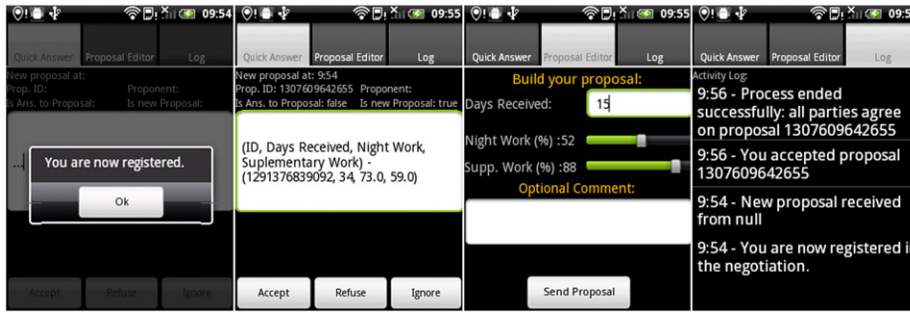 09:54
Quick Answer
Proposal Editor
Log
New proposal at:
Prop. ID:
Proponent:
Is Ans. to Proposal:
Is new Proposal:
...
You are now registered.
Ok
Accept
Refuse
Ignore
09:55
Quick Answer
Proposal Editor
Log
New proposal at: 9:54
Prop. ID: 1307609642655
Proponent:
Is Ans. to Proposal: false
Is new Proposal: true
(ID, Days Received, Night Work,
Suplementary Work) -
(1291376839092, 34, 73.0, 59.0)
Accept
Refuse
Ignore
09:55
Quick Answer
Proposal Editor
Log
Build your proposal:
Days Received:
15
Night Work (%) :52
Supp. Work (%) :88
Optional Comment:
Send Proposal
Quick Answer
Proposal Editor
Log
Activity Log:
9:56 - Process ended
successfully: all parties agree
on proposal 1307609642655
9:56 - You accepted proposal
1307609642655
9:54 - New proposal received
from null
9:54 - You are now registered i
the negotiation.